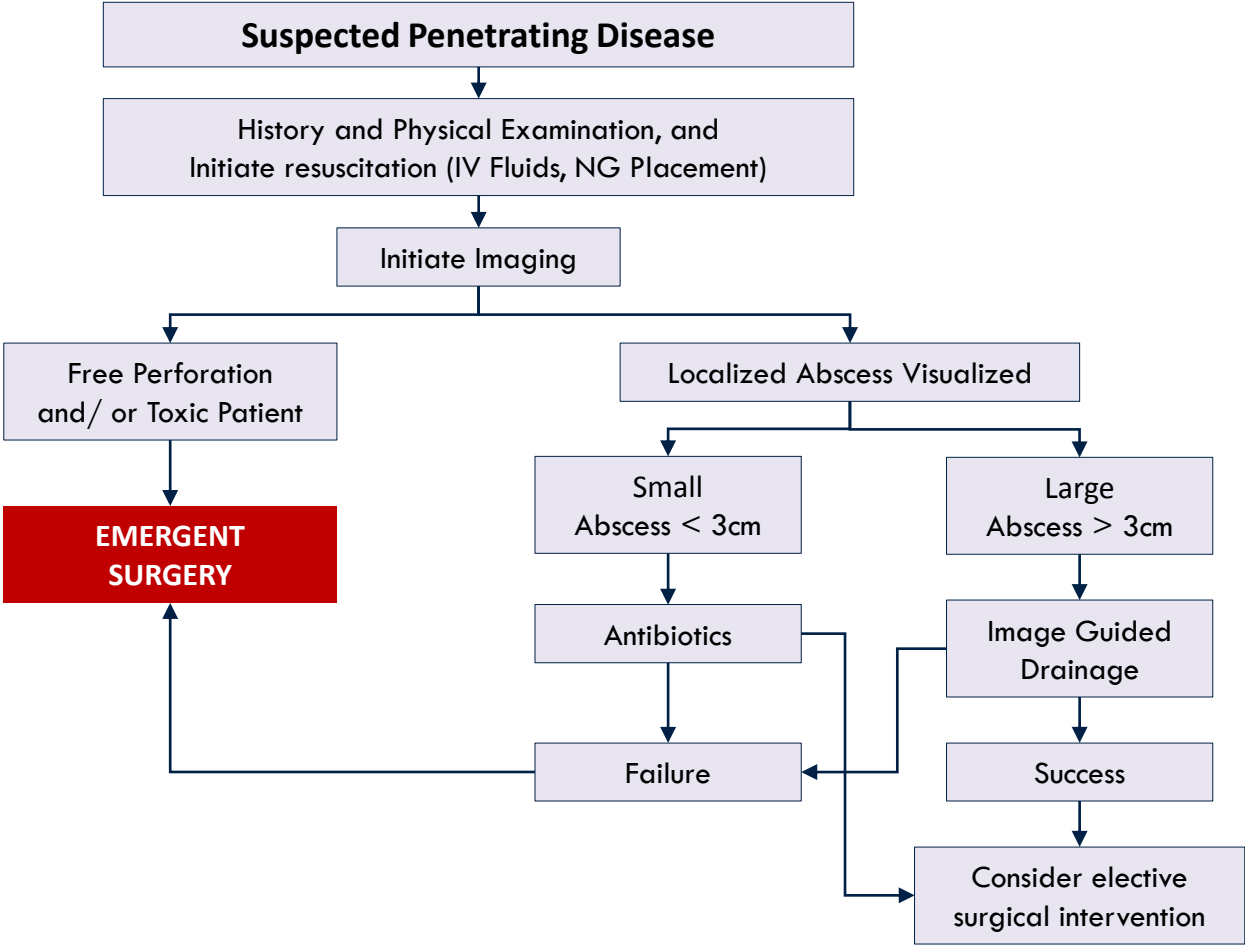 Suspected Penetrating Disease
History and Physical Examination, and
Initiate resuscitation (IV Fluids, NG Placement)
Initiate Imaging
Free Perforation
and/ or Toxic Patient
Localized Abscess Visualized
Small
Abscess < 3cm
Large
Abscess > 3cm
EMERGENT
SURGERY
Antibiotics
Image Guided
Drainage
Failure
Success
Consider elective
surgical intervention